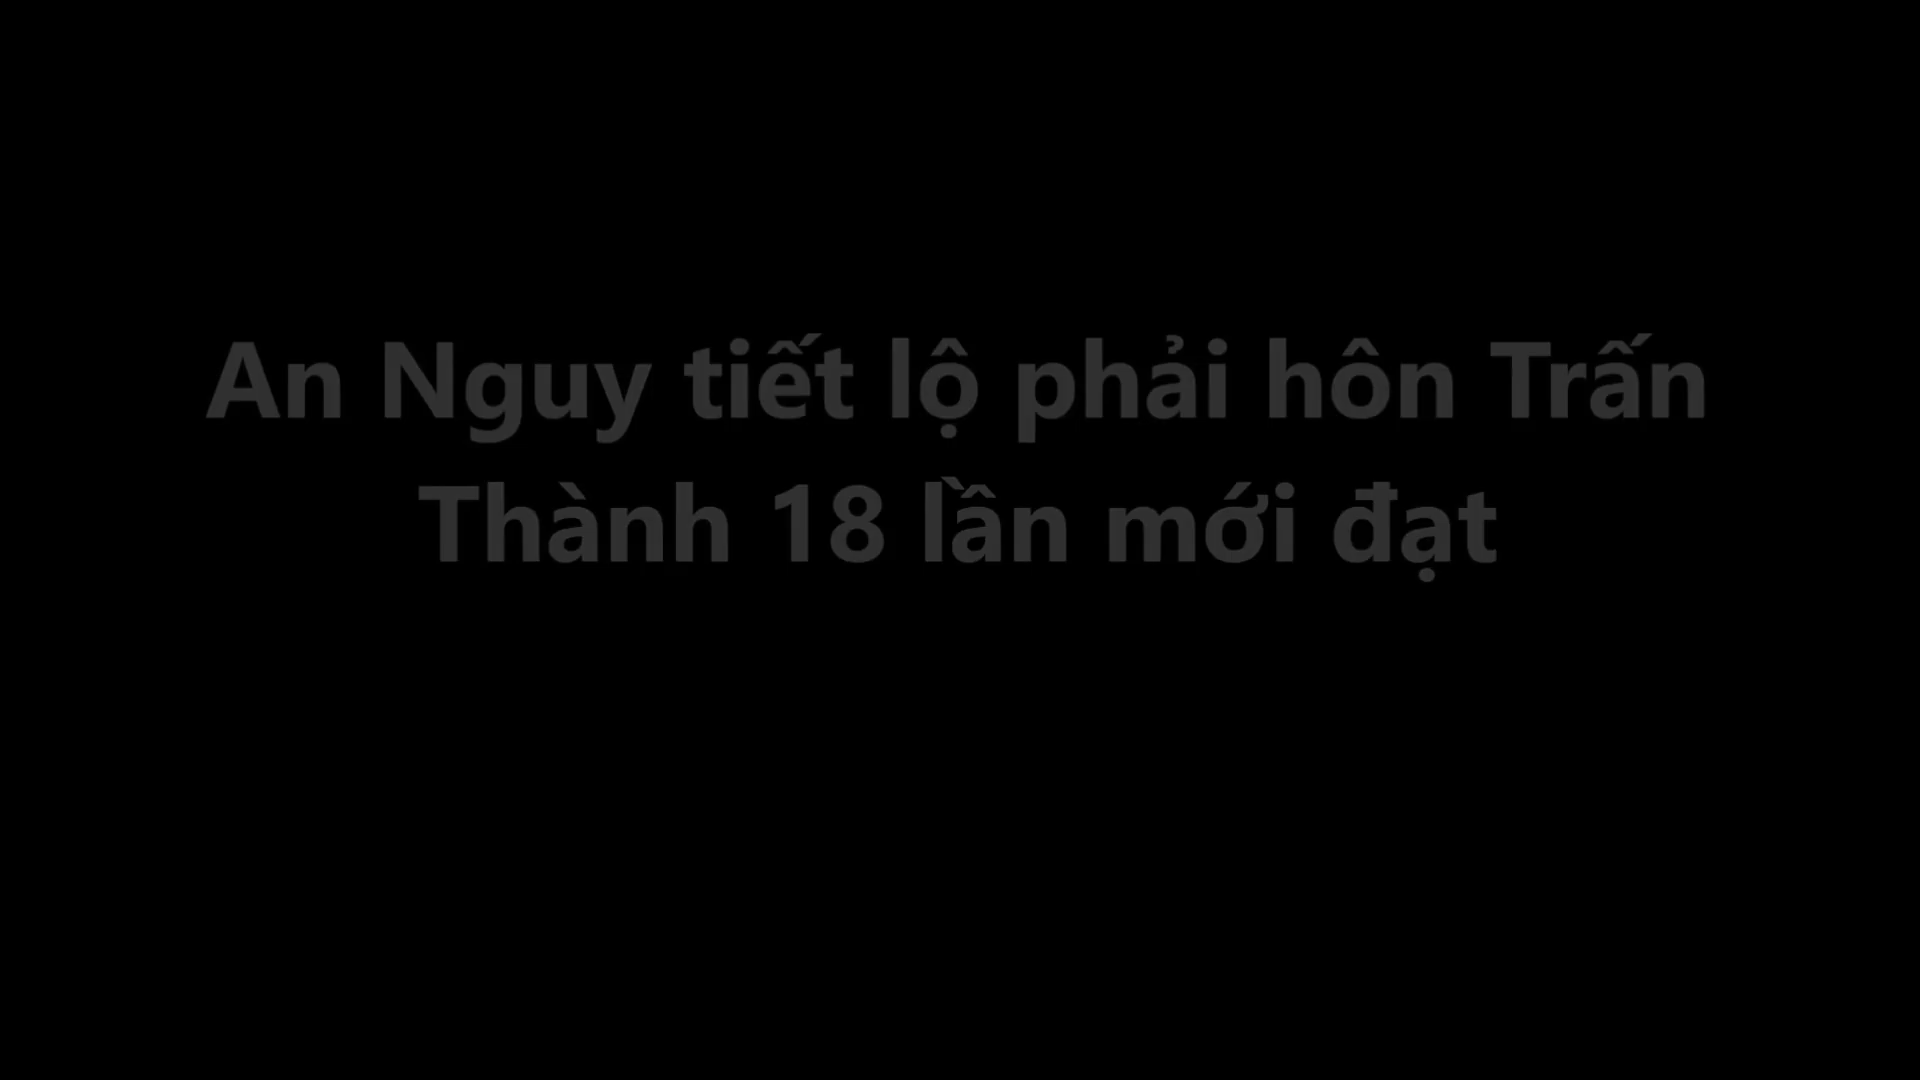 An Nguy tiết lộ phải hôn Trấn
Thành 18 lần mới đạt